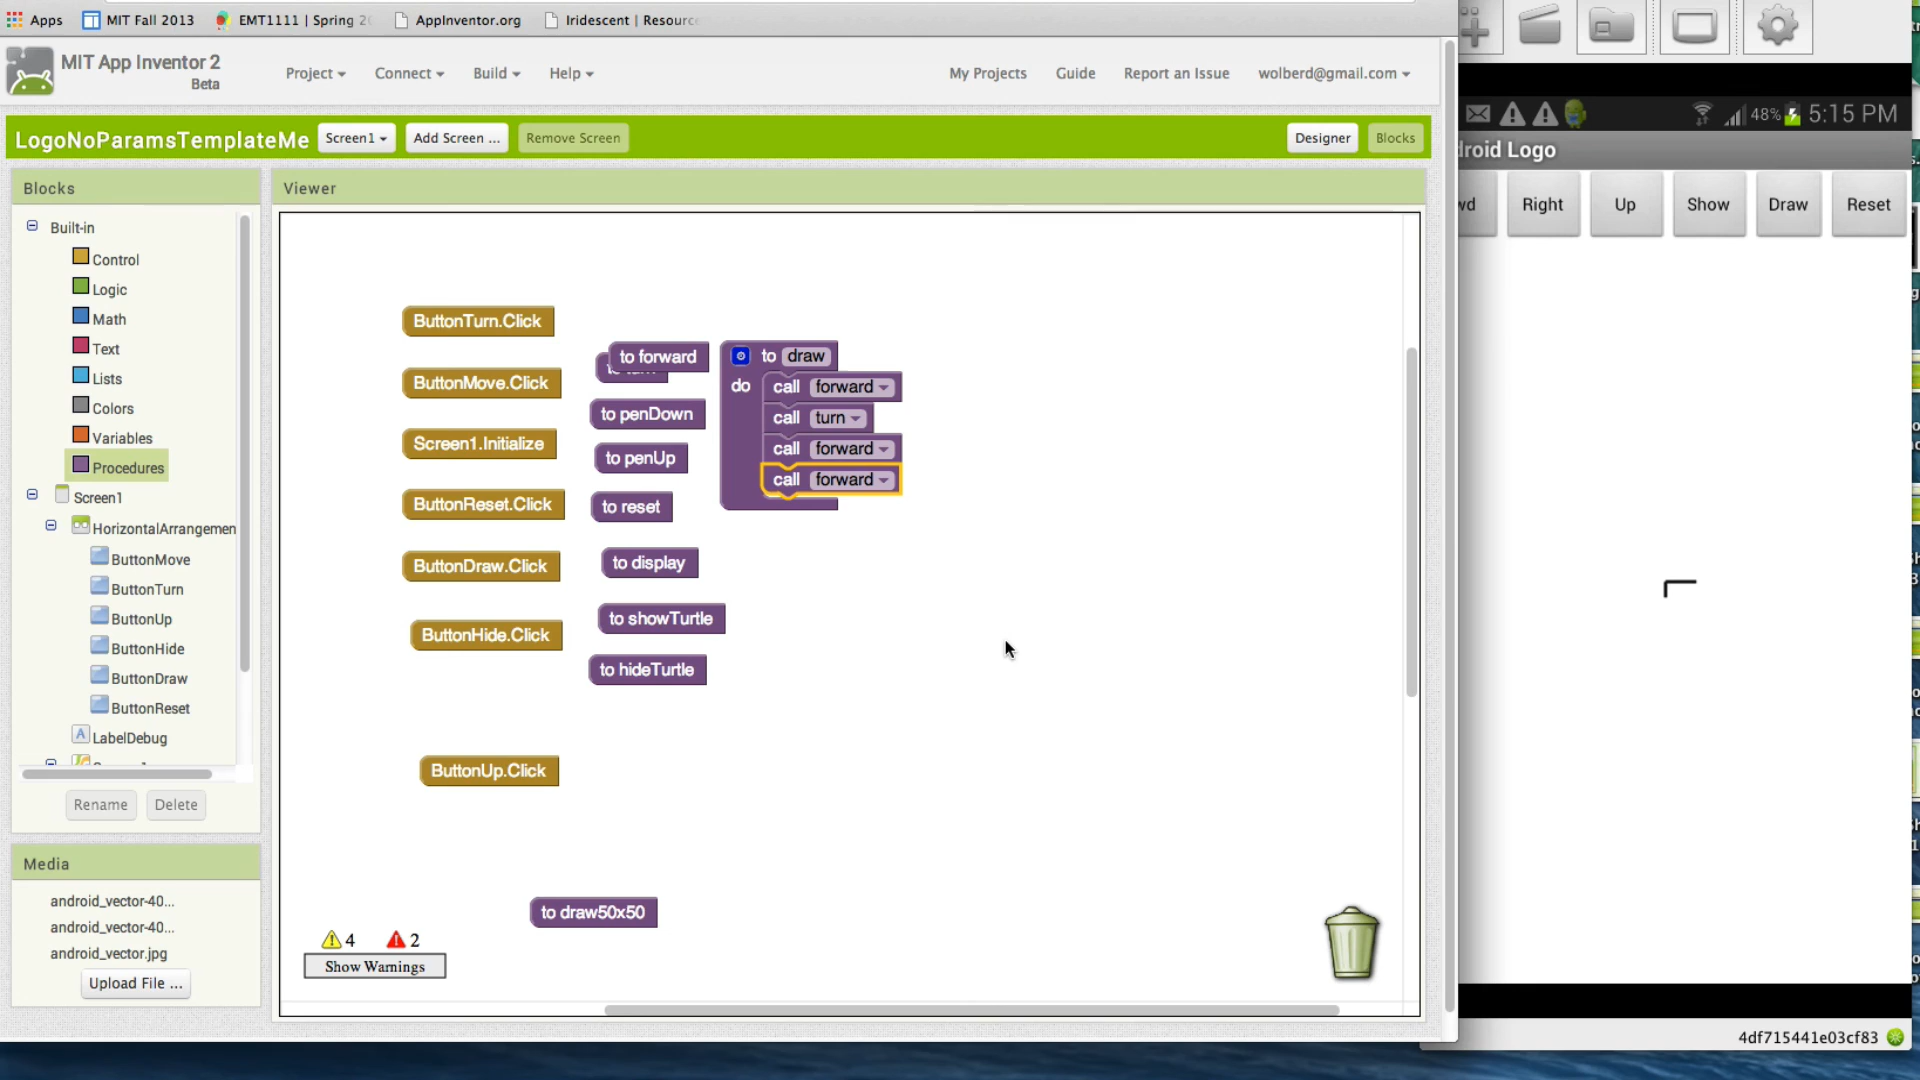 Apps
MIT Fall 2013
EMT1111 | Spring 2
AppInventor.org
Iridescent | Resourc
MIT App Inventor 2
Beta
Project
Connect
Build
Help
My Projects
Guide
Report an Issue
wolberd@gmail.com
LogoNoParamsTemplateMe
Screen1
Add Screen ...
Remove Screen
Designer
Blocks
Blocks
Built-in
Control
Logic
Math
Text
Lists
Colors
Variables
Procedures
Screen1
HorizontalArrangemen
ButtonMove
ButtonTurn
ButtonUp
ButtonHide
ButtonDraw
ButtonReset
LabelDebug
Rename
Delete
Media
android_vector-40...
android_vector-40...
android_vector.jpg
Upload File ...
Viewer
ButtonTurn.Click
ButtonMove.Click
Screen1.Initialize
ButtonReset.Click
ButtonDraw.Click
ButtonHide.Click
ButtonUp.Click
to forward
to penDown
to penUp
to reset
to display
to showTurtle
to hideTurtle
to draw50x50
to draw
do
call forward
call turn
call forward
call forward
4
2
Show Warnings
48%
5:15 PM
droid Logo
wd
Right
Up
Show
Draw
Reset
4df715441e03cf83